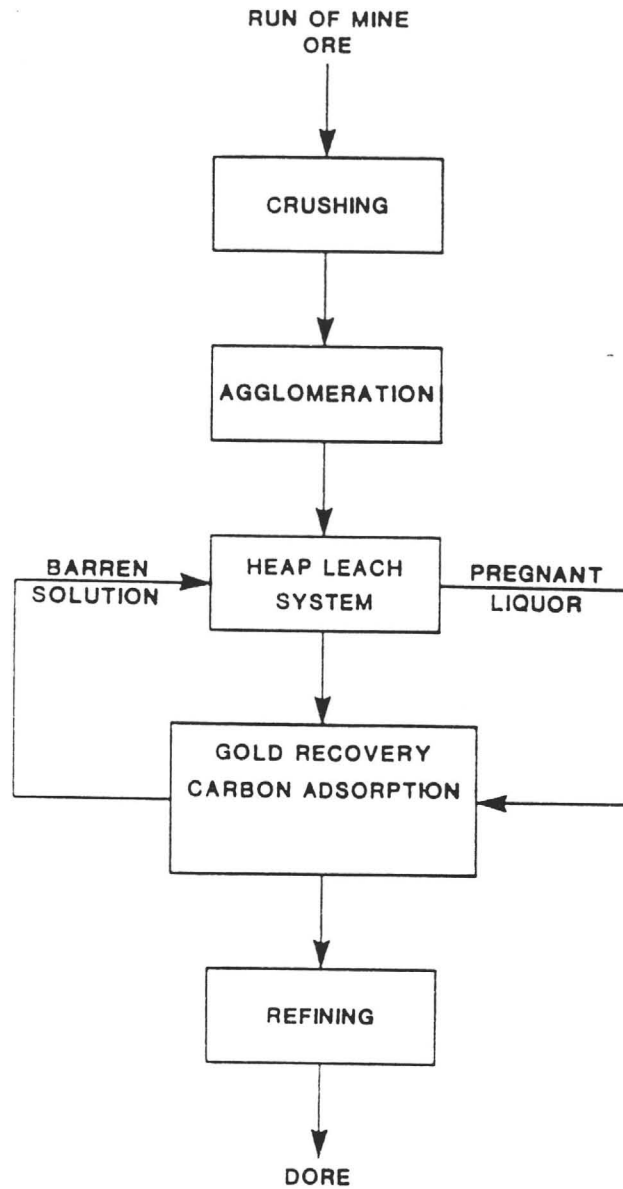 RUN OF MINE
ORE
CRUSHING
AGGLOMERATION
BARREN
SOLUTION
HEAP LEACH
SYSTEM
PREGNANT
LIQUOR
GOLD RECOVERY
CARBON ADSORPTION
REFINING
DORE